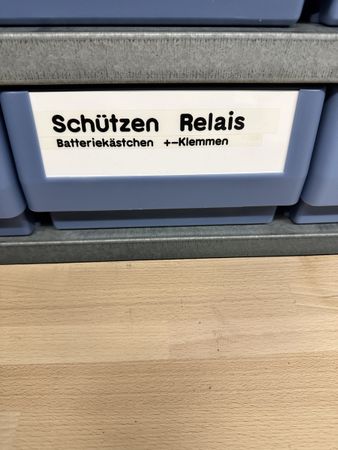 Schützen Relais
Batteriekästchen +-Klemmen